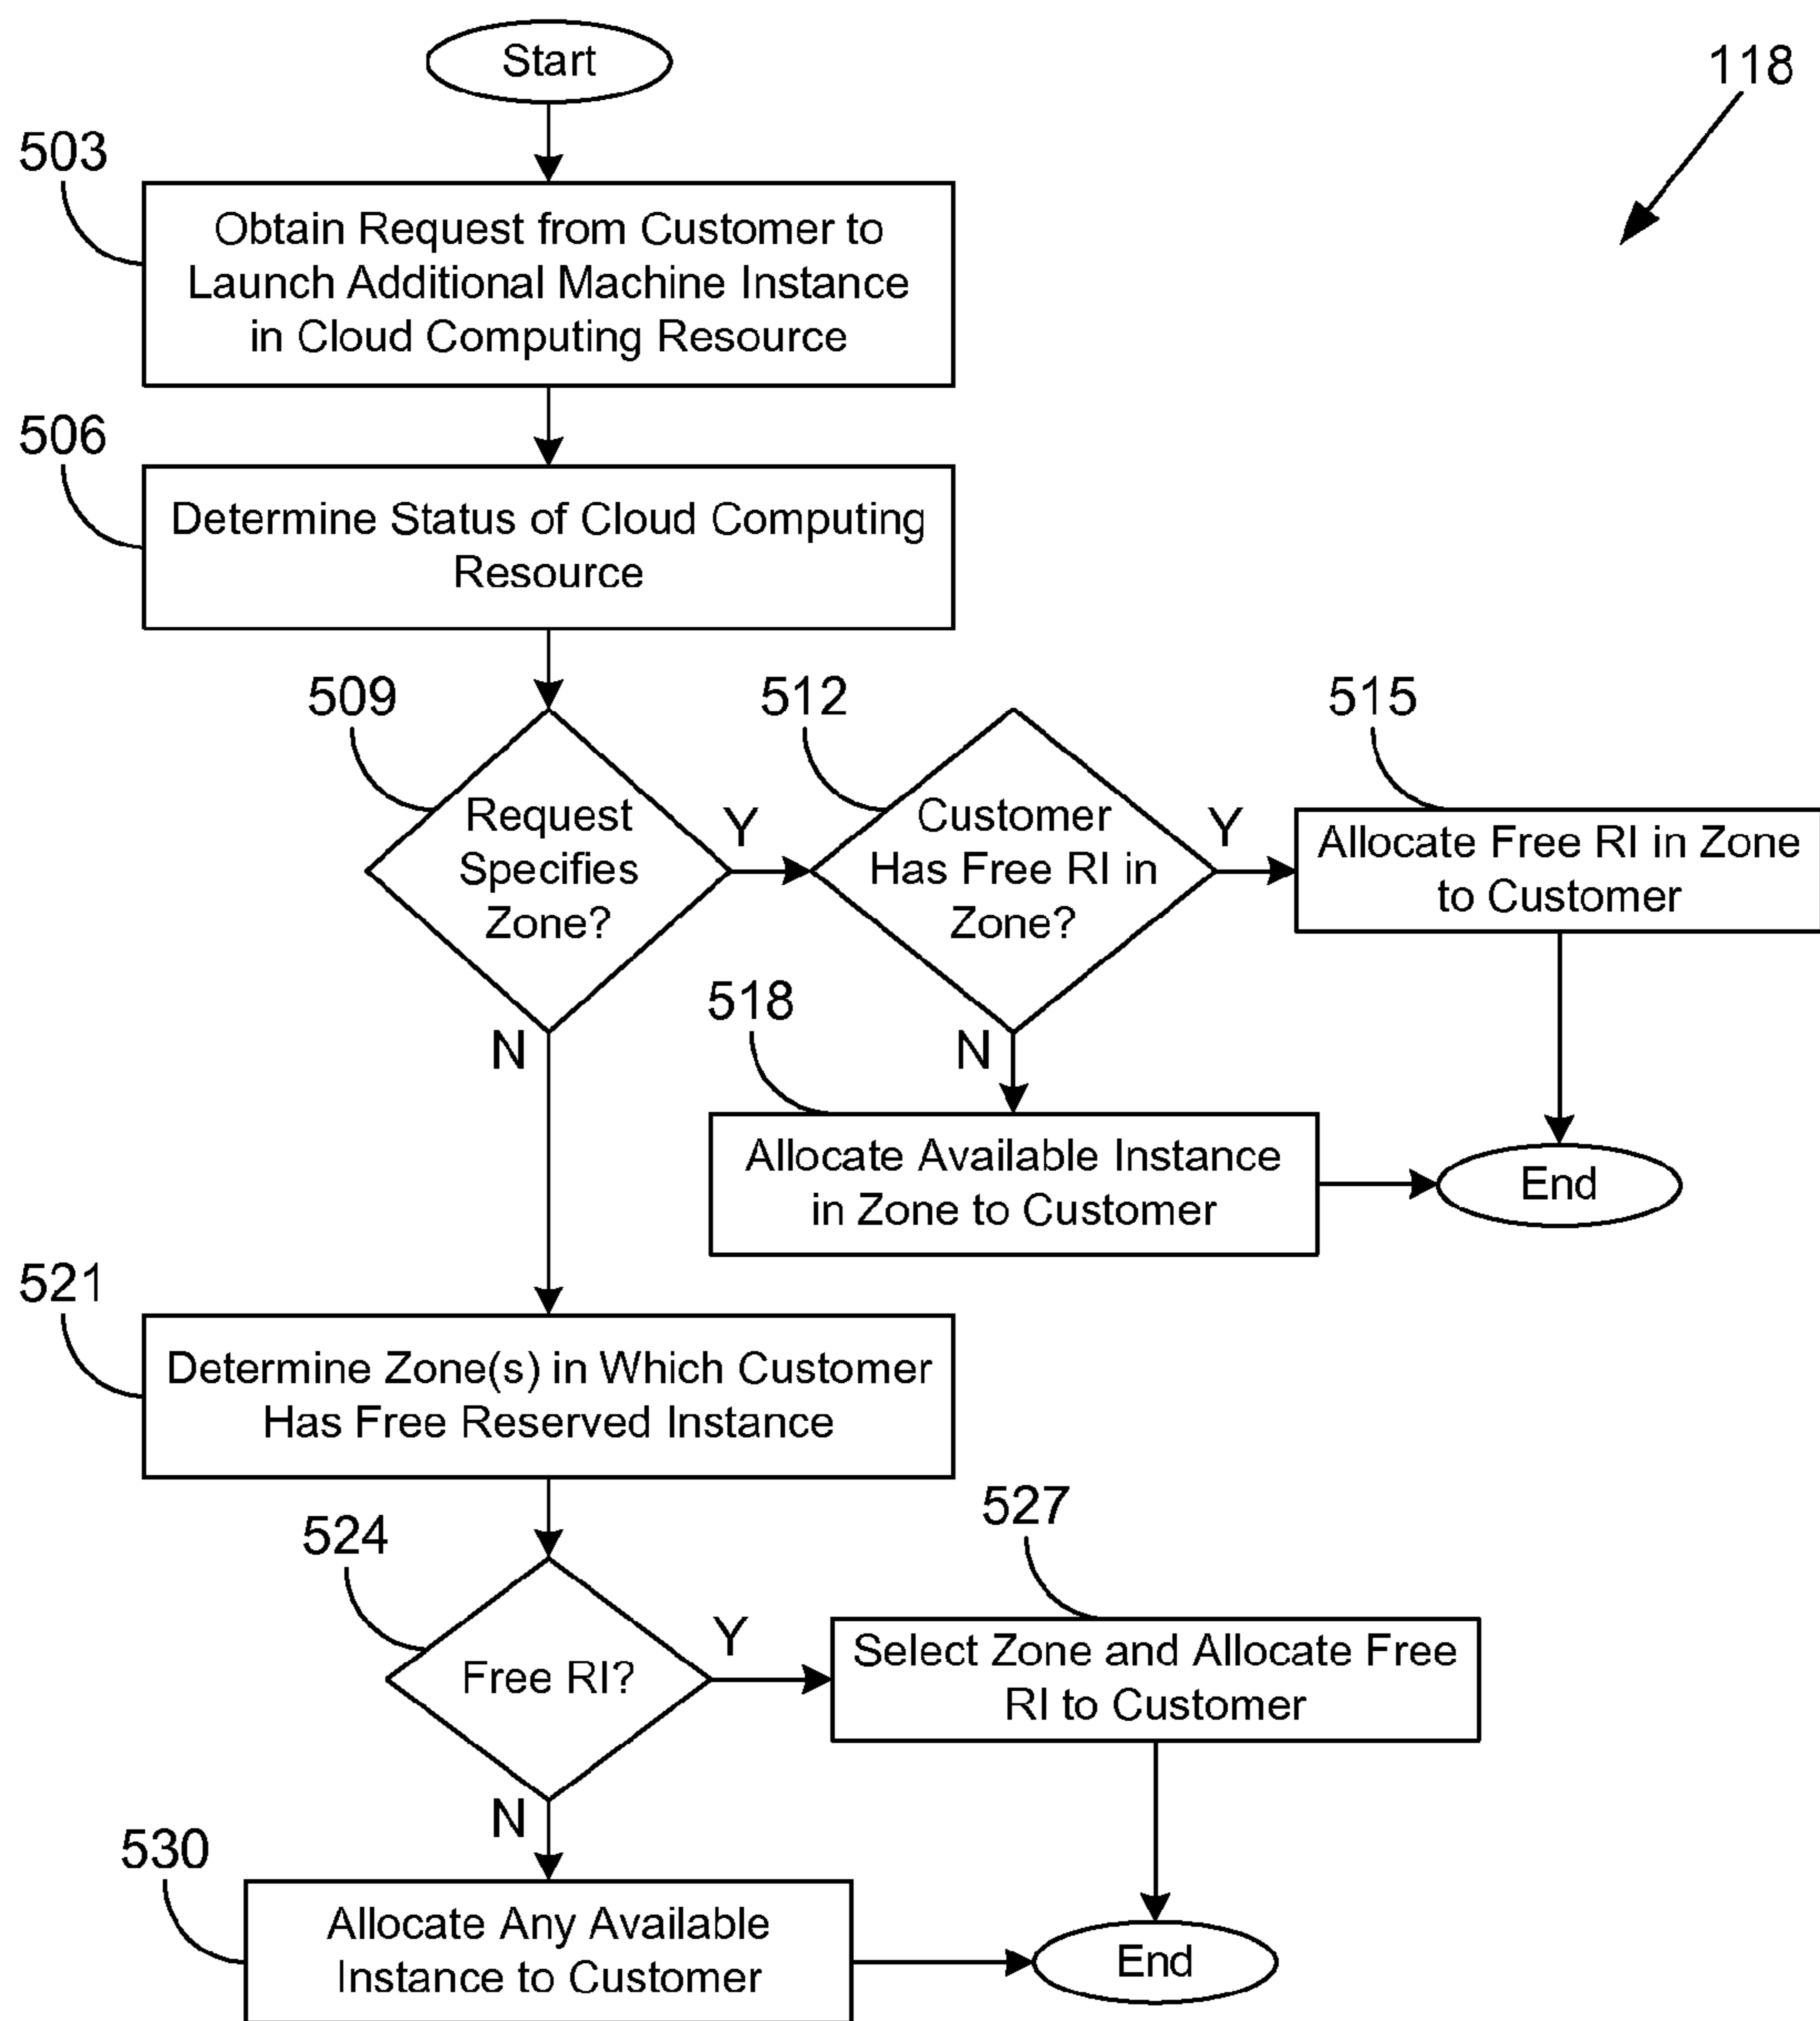 Start
118
503
Obtain Request from Customer to
Launch Additional Machine Instance
in Cloud Computing Resource
506
Determine Status of Cloud Computing
Resource
509
Request
Specifies
Zone?
Y
N
512
Customer
Has Free RI in
Zone?
Y
N
515
Allocate Free RI in Zone
to Customer
518
Allocate Available Instance
in Zone to Customer
End
521
Determine Zone(s) in Which Customer
Has Free Reserved Instance
524
Free RI?
Y
N
527
Select Zone and Allocate Free
RI to Customer
530
Allocate Any Available
Instance to Customer
End